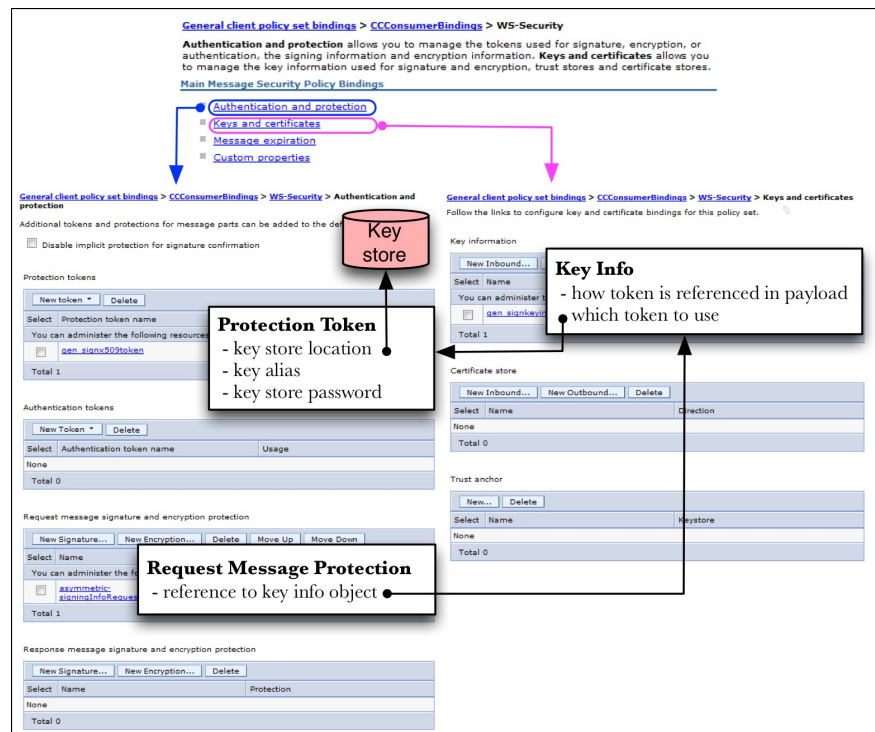 General client policy set bindings > CCConsumerBindings > WS-Security
Authentication and protection allows you to manage the tokens used for signature, encryption, or
authentication, the signing information and encryption information. Keys and certificates allows you
to manage the key information used for signature and encryption, trust stores and certificate stores.
Main Message Security Policy Bindings
Authentication and protection
Keys and certificates
Message expiration
Custom properties
General client policy set bindings > CCConsumerBindings > WS-Security > Authentication and
protection
Additional tokens and protections for message parts can be added to the
Disable implicit protection for signature confirmation
Key
store
Protection tokens
New token Delete
Select Protection token name
You can administer the following resources
gen_signx509token
Total 1
Protection Token
- key store location
- key alias
- key store password
Authentication tokens
New Token Delete
Select Authentication token name Usage
None
Total 0
Request message signature and encryption protection
New Signature... New Encryption... Delete Move Up Move Down
Select Name
You can administer the
asymmetric-
signingInfoReques
Total 1
Request Message Protection
- reference to key info object
Response message signature and encryption protection
New Signature... New Encryption... Delete
Select Name Protection
None
Total 0
General client policy set bindings > CCConsumerBindings > WS-Security > Keys and certificates
Follow the links to configure key and certificate bindings for this policy set.
Key information
New Inbound...
Select Name
You can administer
gen_signkeyin
Total 1
Key Info
- how token is referenced in payload
- which token to use
Certificate store
New Inbound... New Outbound... Delete
Select Name Direction
None
Total 0
Trust anchor
New... Delete
Select Name Keystore
None
Total 0